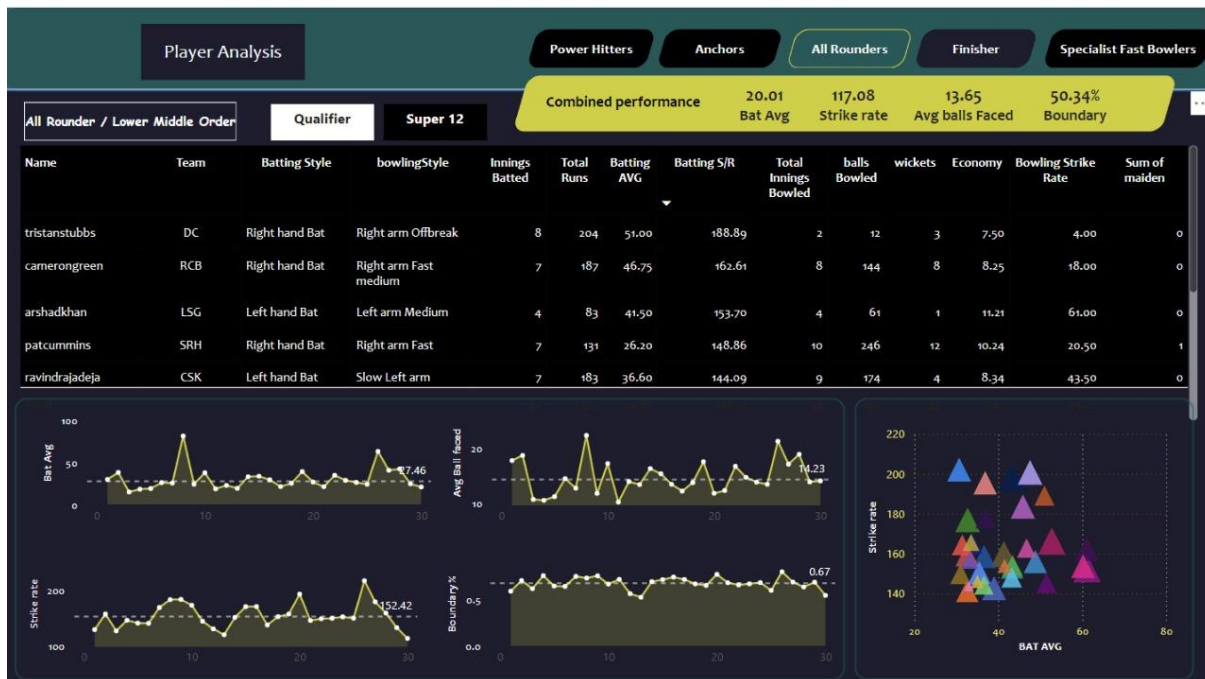 Player Analysis
Power Hitters
Anchors
All Rounders
Finisher
Specialist Fast Bowlers
Combined performance
20.01 117.08 13.65 50.34%
Bat Avg Strike rate Avg balls Faced Boundary
All Rounder / Lower Middle Order
Qualifier
Super 12
Name Team Batting Style bowlingStyle Innings Batted Total Runs Batting AVG Batting S/R Total Innings Bowled balls Bowled wickets Economy Bowling Strike Rate Sum of maiden
tristanstubbs DC Right hand Bat Right arm Offbreak 8 204 51.00 188.89 2 12 3 7.50 4.00 0
camerongreen RCB Right hand Bat Right arm Fast medium 7 187 46.75 162.61 8 144 8 8.25 18.00 0
arshadkhan LSG Left hand Bat Left arm Medium 4 83 41.50 153.70 4 61 1 11.21 61.00 0
patcummins SRH Right hand Bat Right arm Fast 7 131 26.20 148.86 10 246 12 10.24 20.50 1
ravindrajadeja CSK Left hand Bat Slow Left arm 7 183 36.60 144.09 9 174 4 8.34 43.50 0
Bat Avg
100
50
0
27.46
0 10 20 30
Avg Ball faced
20
10
14.23
0 10 20 30
Strike rate
200
100
152.42
0 10 20 30
Boundary%
0.5
0.0
0.67
0 10 20 30
Strike rate
220
200
180
160
140
20 40 60 80
BAT AVG